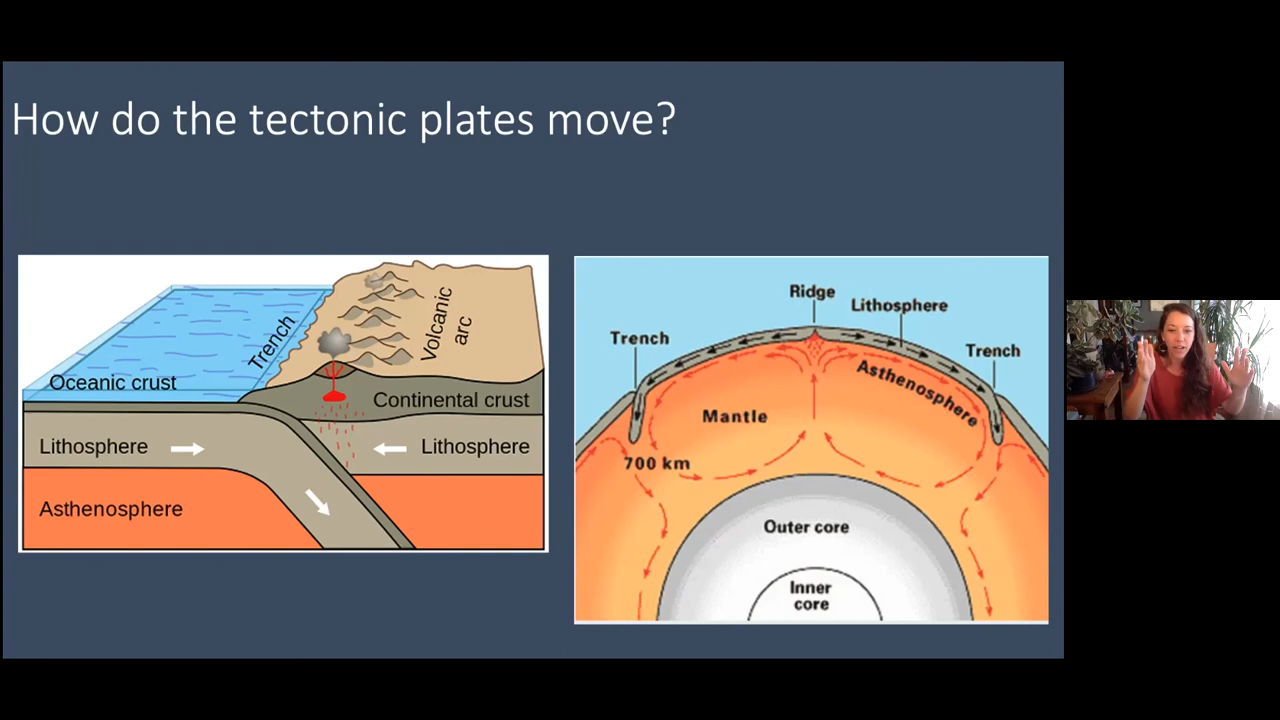 How do the tectonic plates move?
Trench
Volcanic
arc
Oceanic crust
Continental crust
Lithosphere
Lithosphere
Asthenosphere
Ridge
Lithosphere
Trench
Trench
Asthenosphere
Mantle
700 km
Outer core
Inner
core